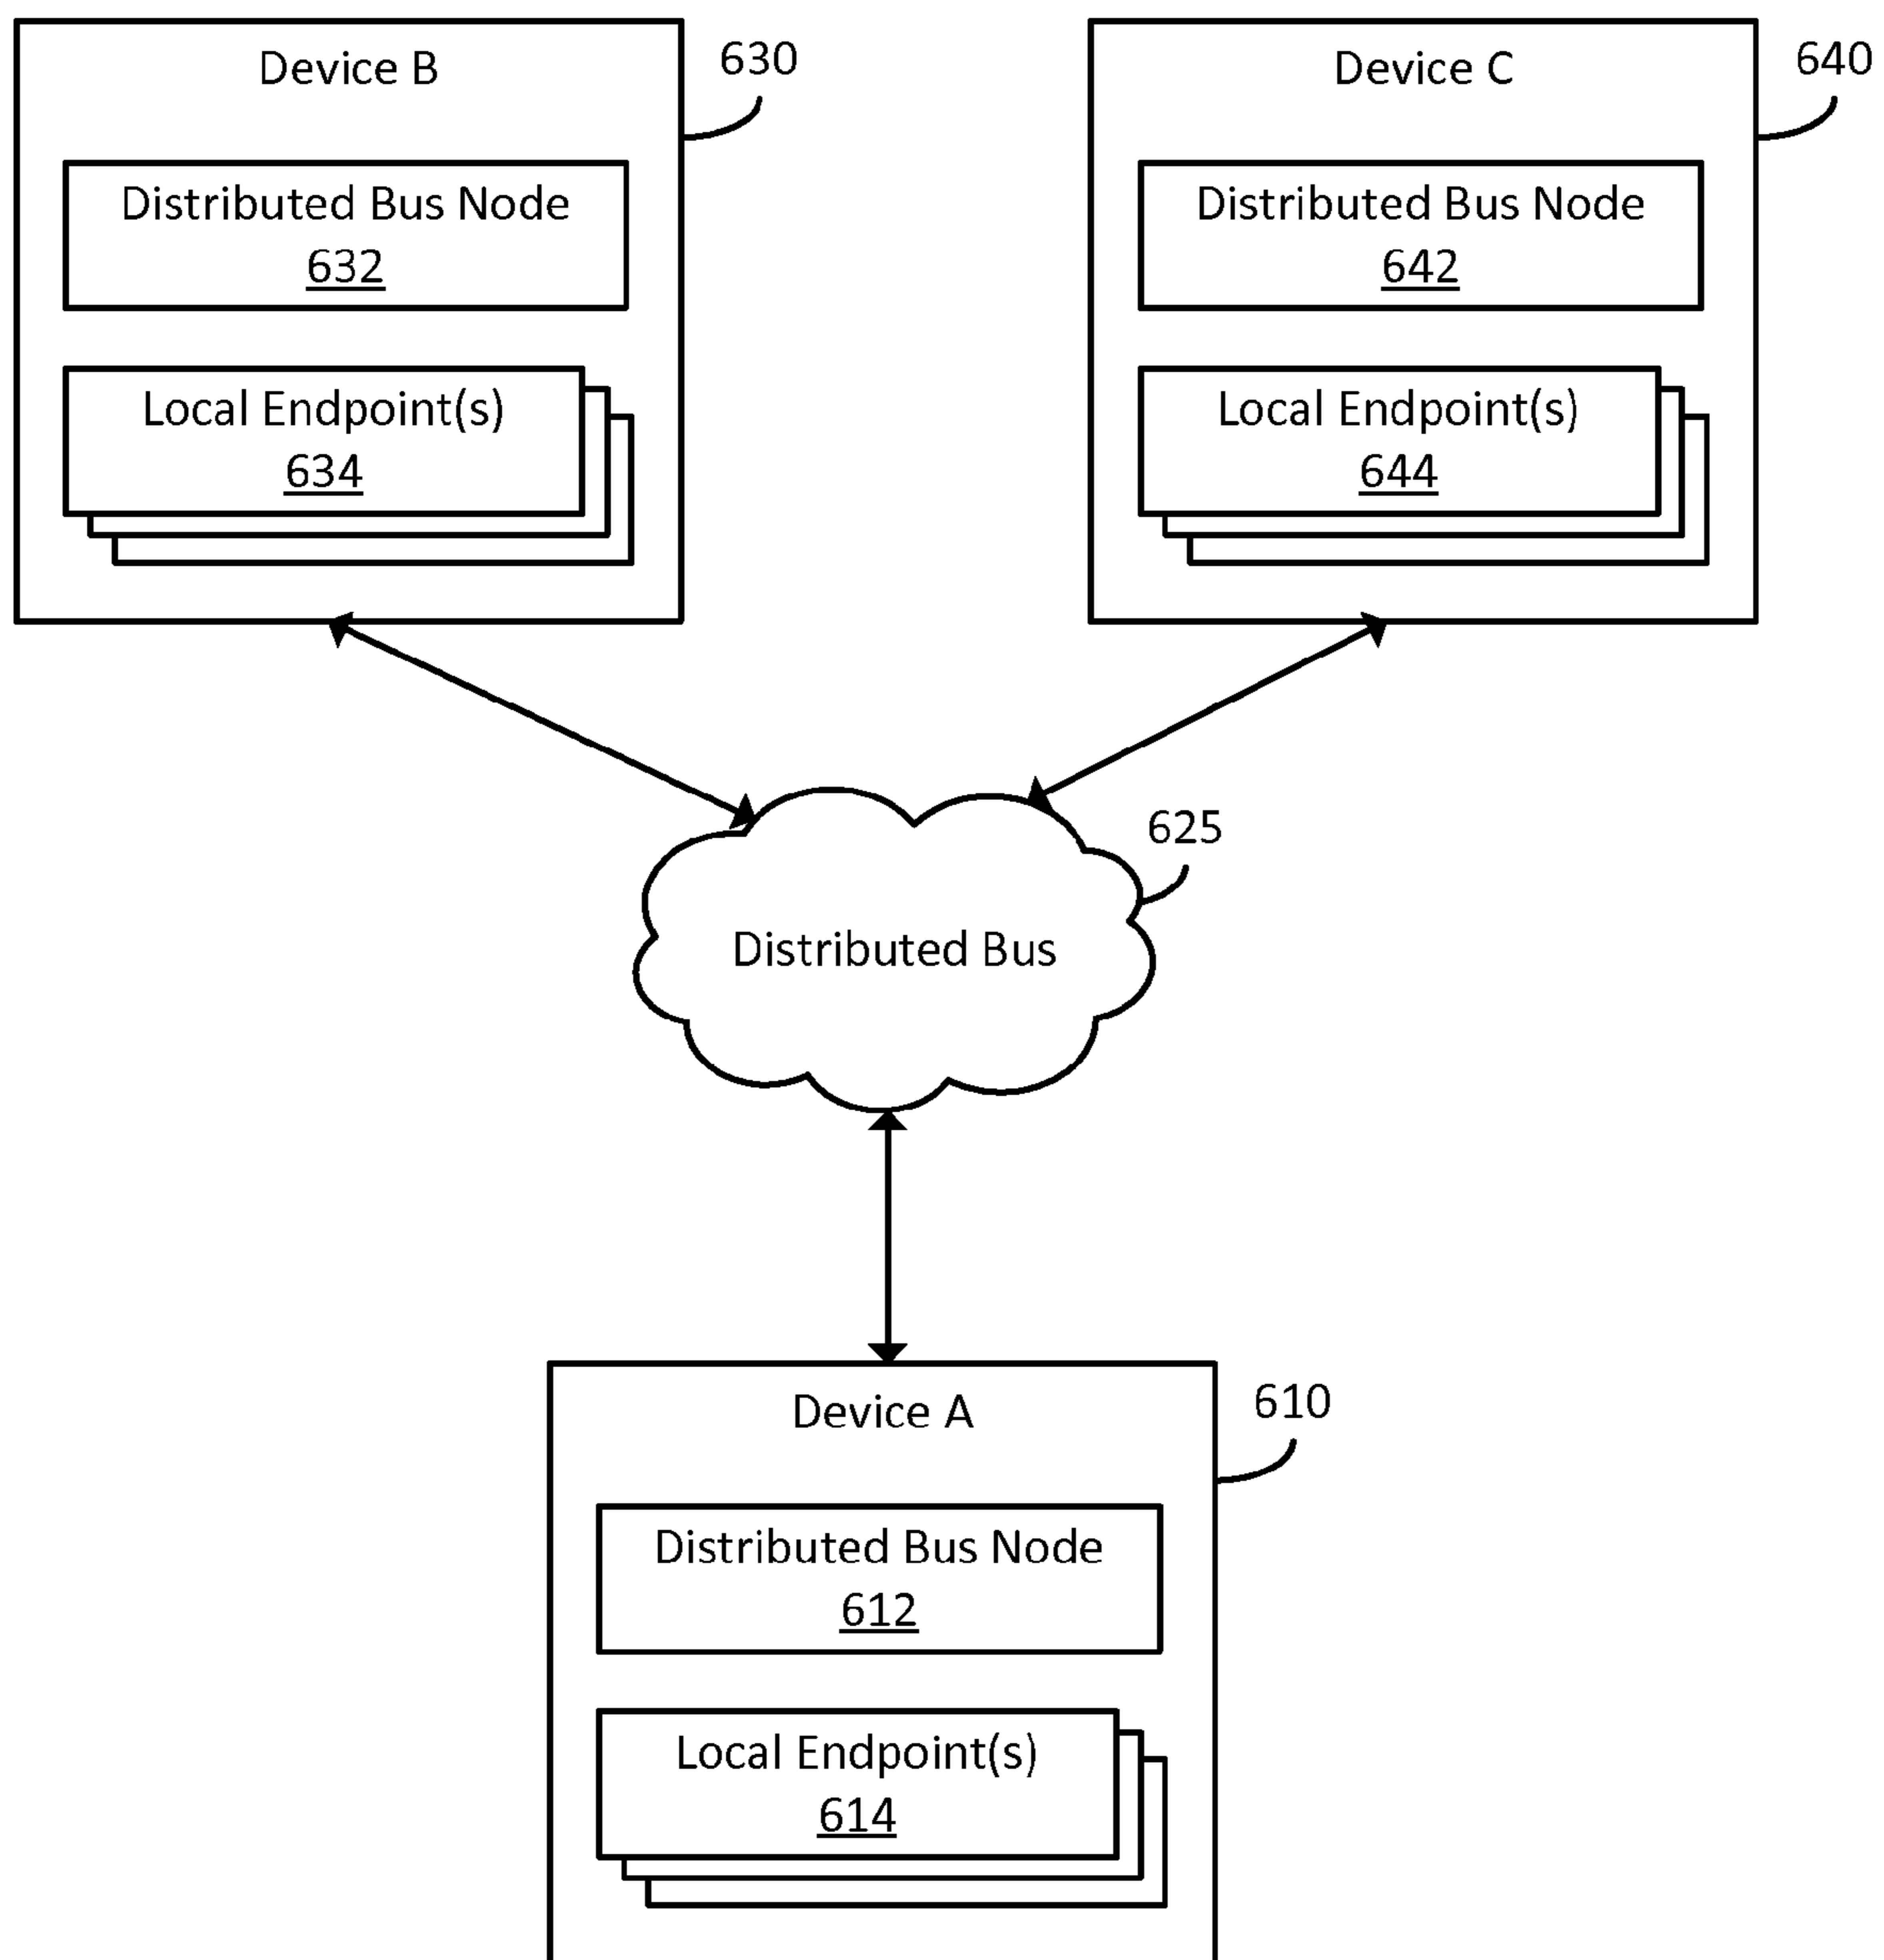 Device B
630
Distributed Bus Node
632
Local Endpoint(s)
634
Device C
640
Distributed Bus Node
642
Local Endpoint(s)
644
625
Distributed Bus
Device A
610
Distributed Bus Node
612
Local Endpoint(s)
614